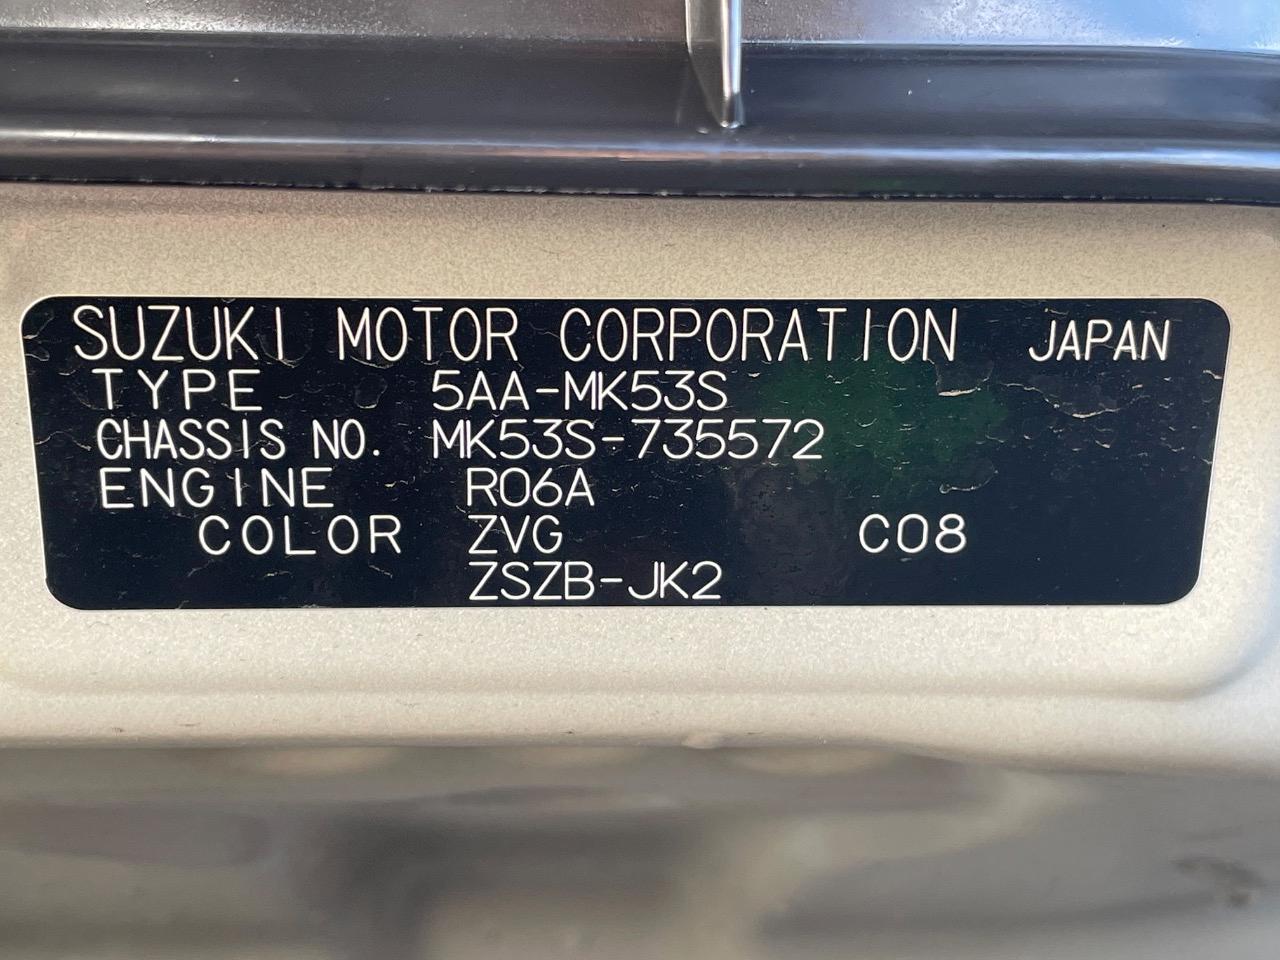 SUZUKI MOTOR CORPORATION JAPAN
TYPE 5AA-MK53S
CHASSIS NO. MK53S-735572
ENGINE R06A
COLOR ZVG C08
ZSZB-JK2